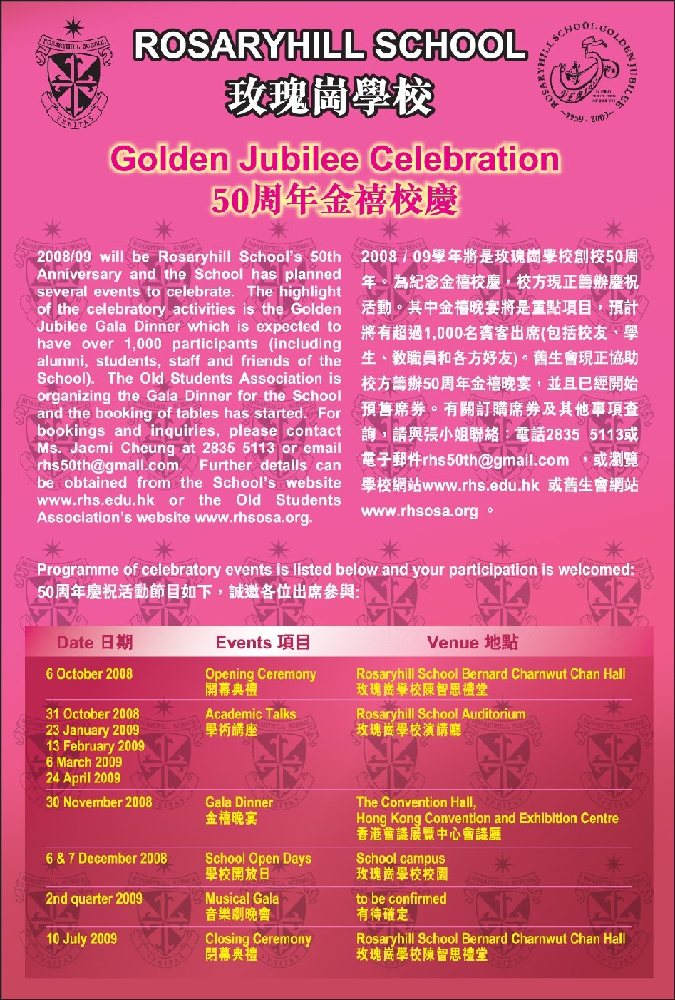 ROSARYHILL SCHOOL
玫瑰崗學校
ROSARYHILL SCHOOL
VERITAS
ROSARYHILL SCHOOL GOLDEN JUBILEE
VERITAS
~1959 - 2009~
Golden Jubilee Celebration
50周年金禧校慶
2008/09 will be Rosaryhill School's 50th
Anniversary and the School has planned
several events to celebrate. The highlight
of the celebratory activities is the Golden
Jubilee Gala Dinner which is expected to
have over 1,000 participants (including
alumni, students, staff and friends of the
School). The Old Students Association is
organizing the Gala Dinner for the School
and the booking of tables has started. For
bookings and inquiries, please contact
Ms. Jacmi Cheung at 2835 5113 or email
rhs50th@gmail.com. Further details can
be obtained from the School's website
www.rhs.edu.hk or the Old Students
Association's website www.rhsosa.org.
2008 / 09學年將是玫瑰崗學校創校50周
年。為紀念金禧校慶，校方現正籌辦慶祝
活動。其中金禧晚宴將是重點項目，預計
將有超過1,000名賓客出席(包括校友、學
生、教職員和各方好友)。舊生會現正協助
校方籌辦50周年金禧晚宴，並且已經開始
預售席券。有關訂購席券及其他事項查
詢，請與張小姐聯絡：電話2835 5113或
電子郵件rhs50th@gmail.com ，或瀏覽
學校網站www.rhs.edu.hk 或舊生會網站
www.rhsosa.org 。
Programme of celebratory events is listed below and your participation is welcomed:
50周年慶祝活動節目如下，誠邀各位出席參與:
Date 日期 Events 項目 Venue 地點
6 October 2008 Opening Ceremony Rosaryhill School Bernard Charnwut Chan Hall
開幕典禮 玫瑰崗學校陳智思禮堂
31 October 2008 Academic Talks Rosaryhill School Auditorium
23 January 2009 學術講座 玫瑰崗學校演講廳
13 February 2009
6 March 2009
24 April 2009
30 November 2008 Gala Dinner The Convention Hall,
金禧晚宴 Hong Kong Convention and Exhibition Centre
香港會議展覽中心會議廳
6 & 7 December 2008 School Open Days School campus
學校開放日 玫瑰崗學校校園
2nd quarter 2009 Musical Gala to be confirmed
音樂劇晚會 有待確定
10 July 2009 Closing Ceremony Rosaryhill School Bernard Charnwut Chan Hall
閉幕典禮 玫瑰崗學校陳智思禮堂